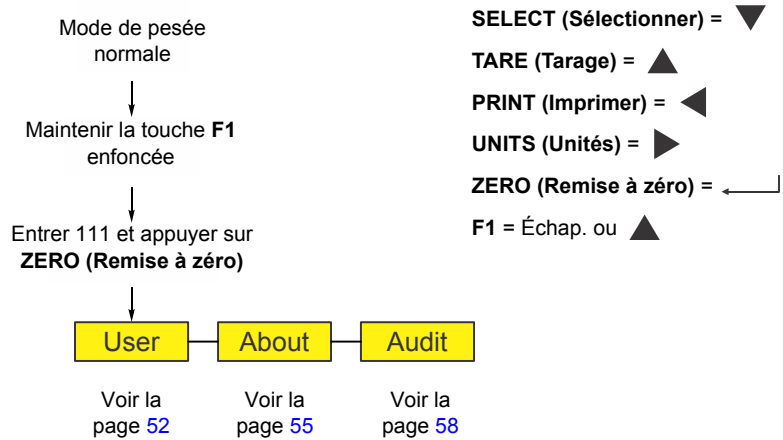 Mode de pesée
normale
Maintenir la touche F1
enfoncée
Entrer 111 et appuyer sur
ZERO (Remise à zéro)
User
About
Audit
Voir la
page 52
Voir la
page 55
Voir la
page 58
SELECT (Sélectionner) =
TARE (Tarage) =
PRINT (Imprimer) =
UNITS (Unités) =
ZERO (Remise à zéro) =
F1 = Échap. ou